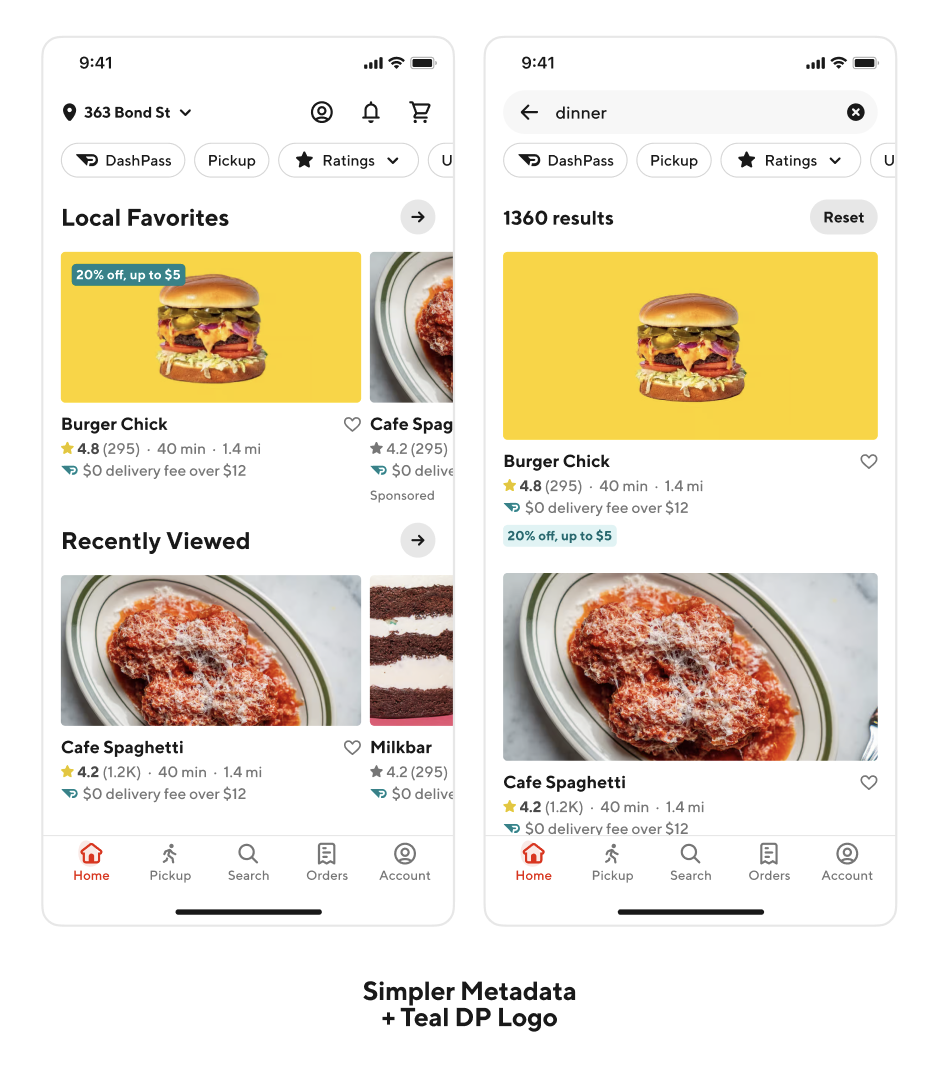 9:41
363 Bond St
DashPass
Pickup
Ratings
U
Local Favorites
20% off, up to $5
Burger Chick
4.8 (295) · 40 min · 1.4 mi
$0 delivery fee over $12
Cafe Spag
4.2 (295)
$0 delive
Sponsored
Recently Viewed
Cafe Spaghetti
4.2 (1.2K) · 40 min · 1.4 mi
$0 delivery fee over $12
Milkbar
4.2 (295)
$0 delive
Home
Pickup
Search
Orders
Account
9:41
dinner
DashPass
Pickup
Ratings
U
1360 results
Reset
Burger Chick
4.8 (295) · 40 min · 1.4 mi
$0 delivery fee over $12
20% off, up to $5
Cafe Spaghetti
4.2 (1.2K) · 40 min · 1.4 mi
$0 delivery fee over $12
Home
Pickup
Search
Orders
Account
Simpler Metadata
+ Teal DP Logo